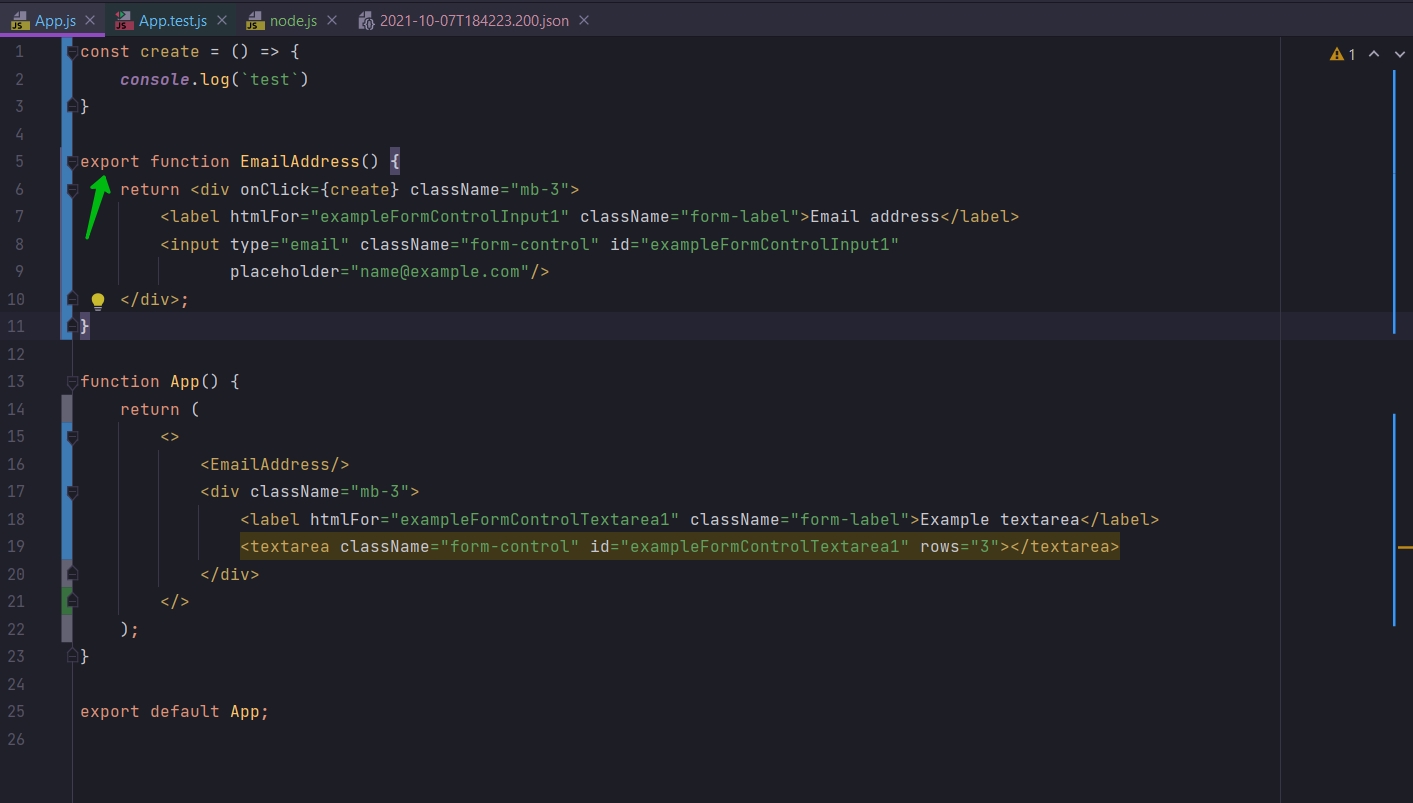 App.js App.test.js node.js 2021-10-07T184223.200.json
1 const create = () => {
2 console.log(`test`)
3 }
4
5 export function EmailAddress() {
6 return <div onClick={create} className="mb-3">
7 <label htmlFor="exampleFormControlInput1" className="form-label">Email address</label>
8 <input type="email" className="form-control" id="exampleFormControlInput1"
9 placeholder="name@example.com"/>
10 </div>;
11 }
12
13 function App() {
14 return (
15 <>
16 <EmailAddress/>
17 <div className="mb-3">
18 <label htmlFor="exampleFormControlTextarea1" className="form-label">Example textarea</label>
19 <textarea className="form-control" id="exampleFormControlTextarea1" rows="3"></textarea>
20 </div>
21 </>
22 );
23 }
24
25 export default App;
26
1